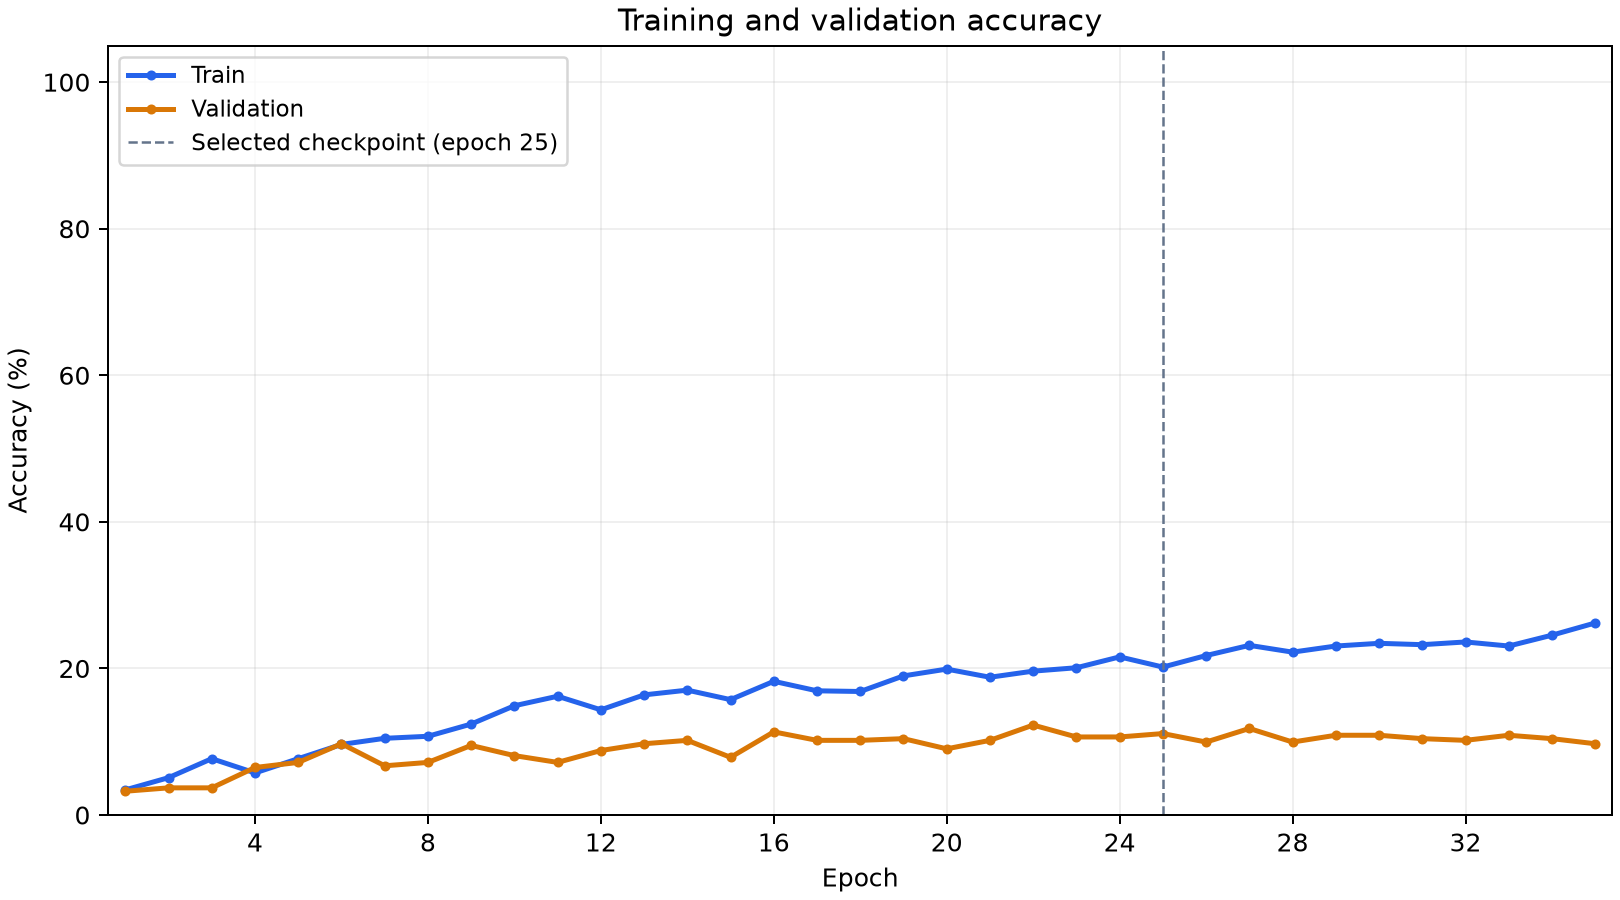 Training and validation accuracy
Train
Validation
Selected checkpoint (epoch 25)
100
80
60
40
20
0
Accuracy (%)
4 8 12 16 20 24 28 32
Epoch